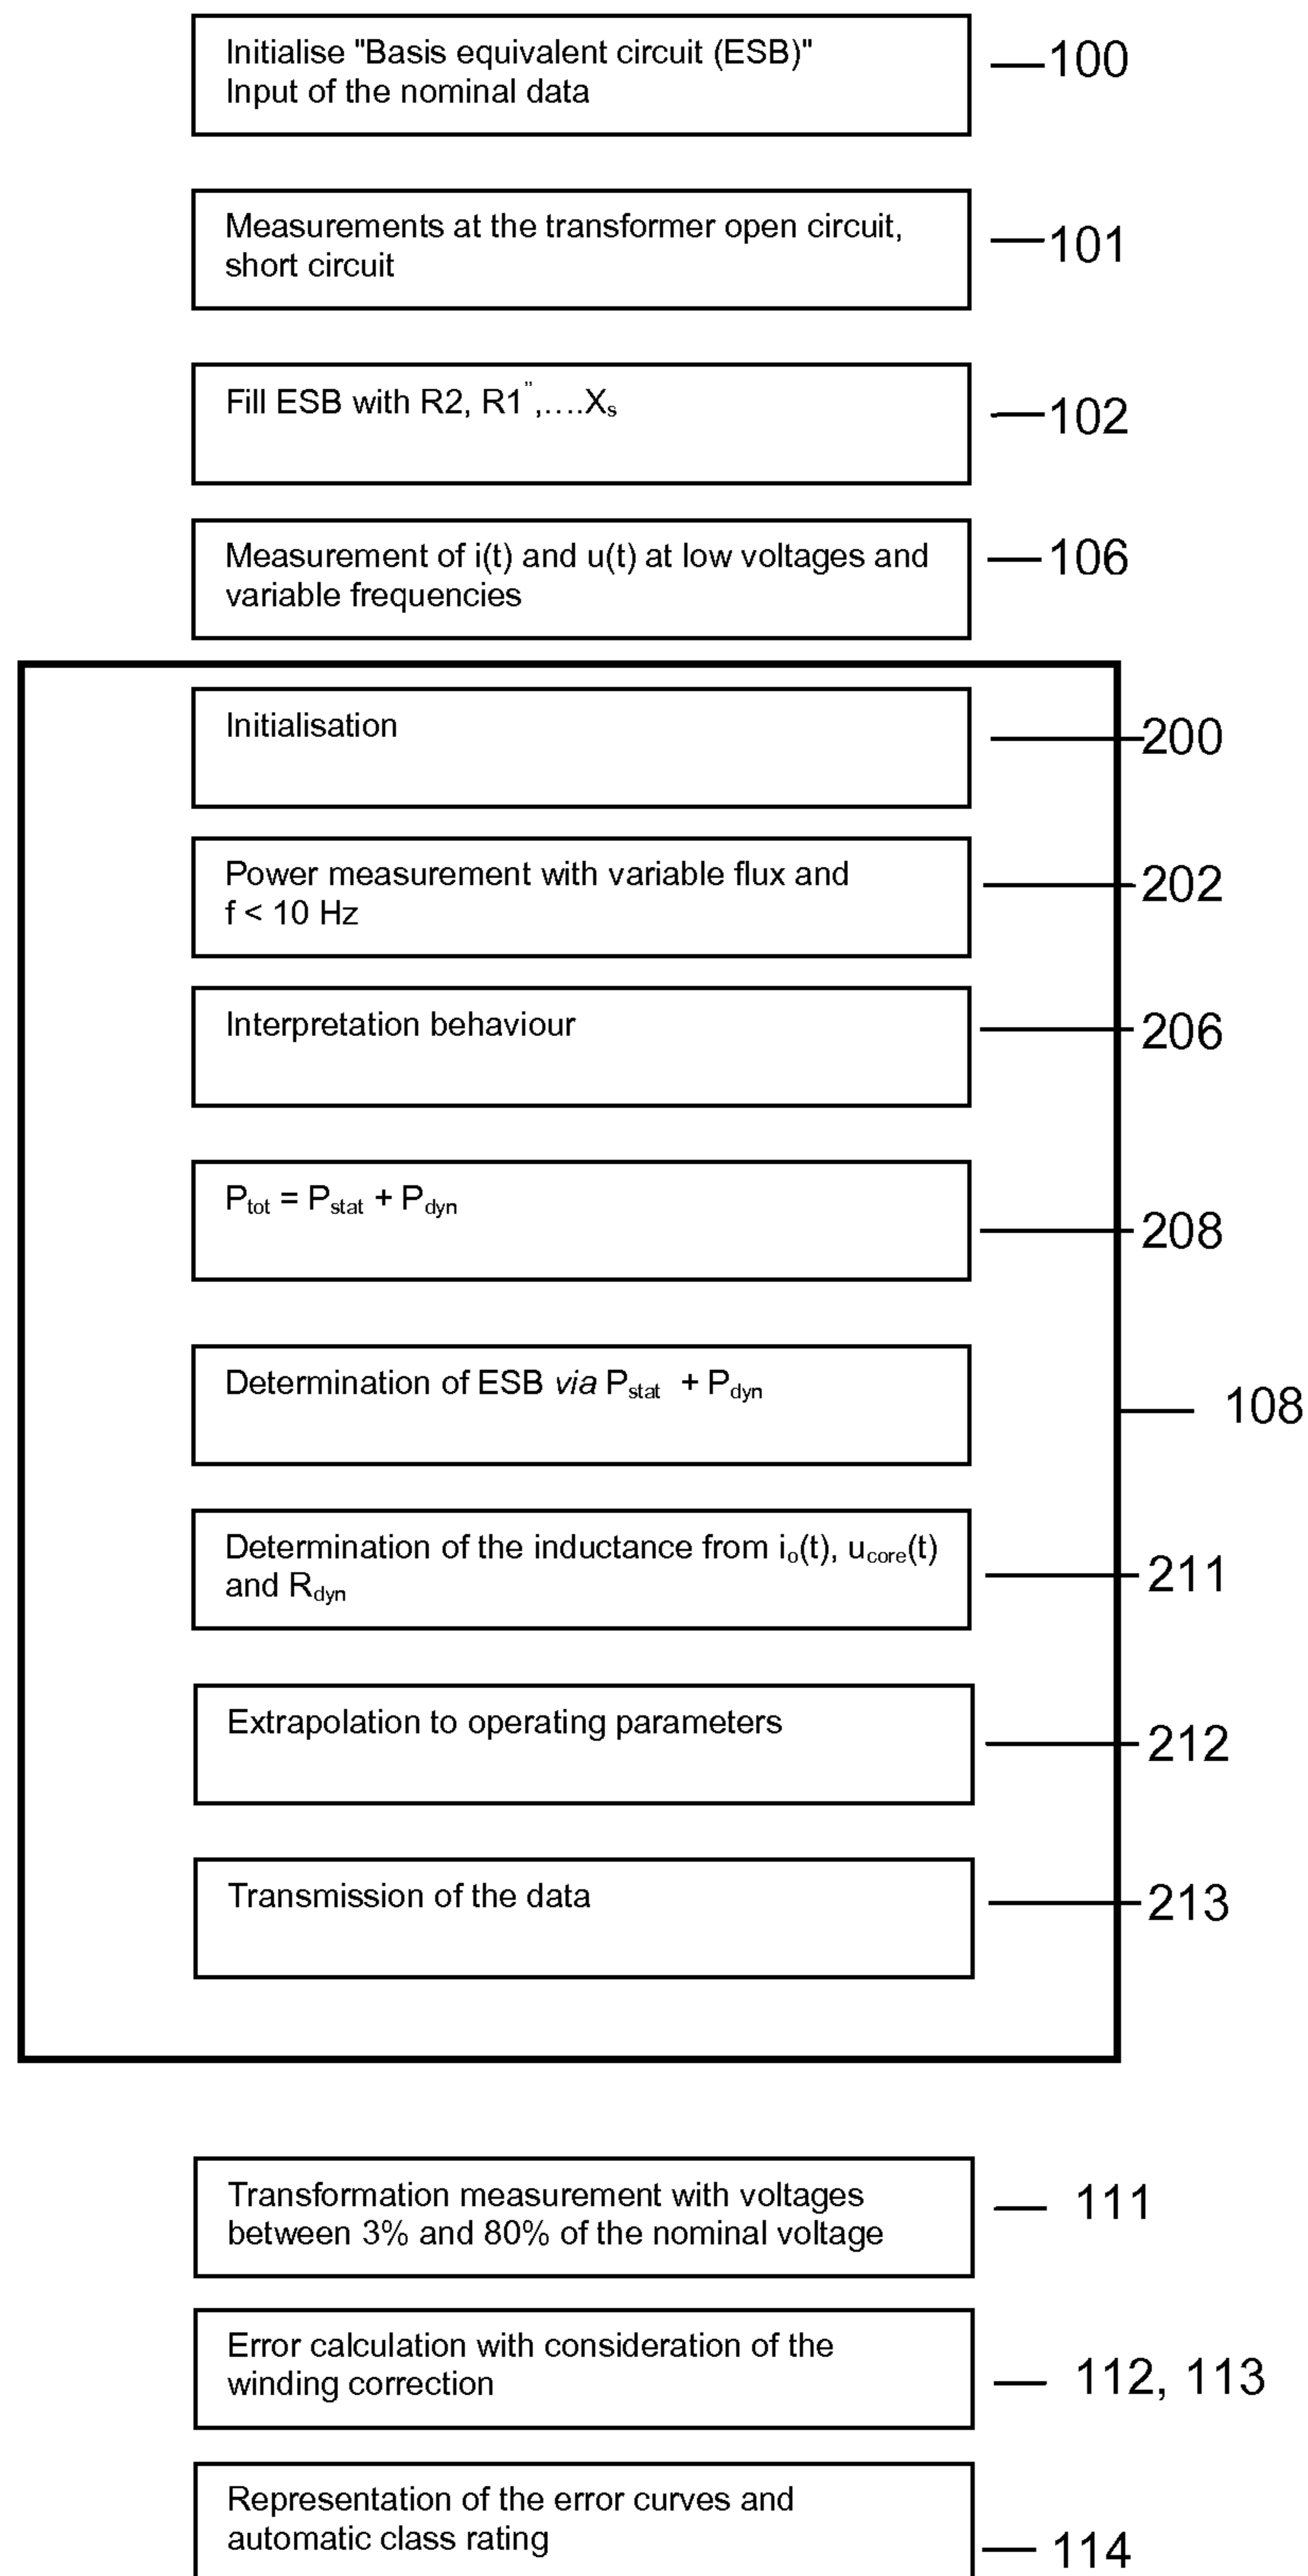 Initialise "Basis equivalent circuit (ESB)"
Input of the nominal data
100
Measurements at the transformer open circuit,
short circuit
101
Fill ESB with R2, R1",....Xs
102
Measurement of i(t) and u(t) at low voltages and
variable frequencies
106
Initialisation
200
Power measurement with variable flux and
f < 10 Hz
202
Interpretation behaviour
206
Ptot = Pstat + Pdyn
208
Determination of ESB via Pstat + Pdyn
108
Determination of the inductance from io(t), ucore(t)
and Rdyn
211
Extrapolation to operating parameters
212
Transmission of the data
213
Transformation measurement with voltages
between 3% and 80% of the nominal voltage
111
Error calculation with consideration of the
winding correction
112, 113
Representation of the error curves and
automatic class rating
114